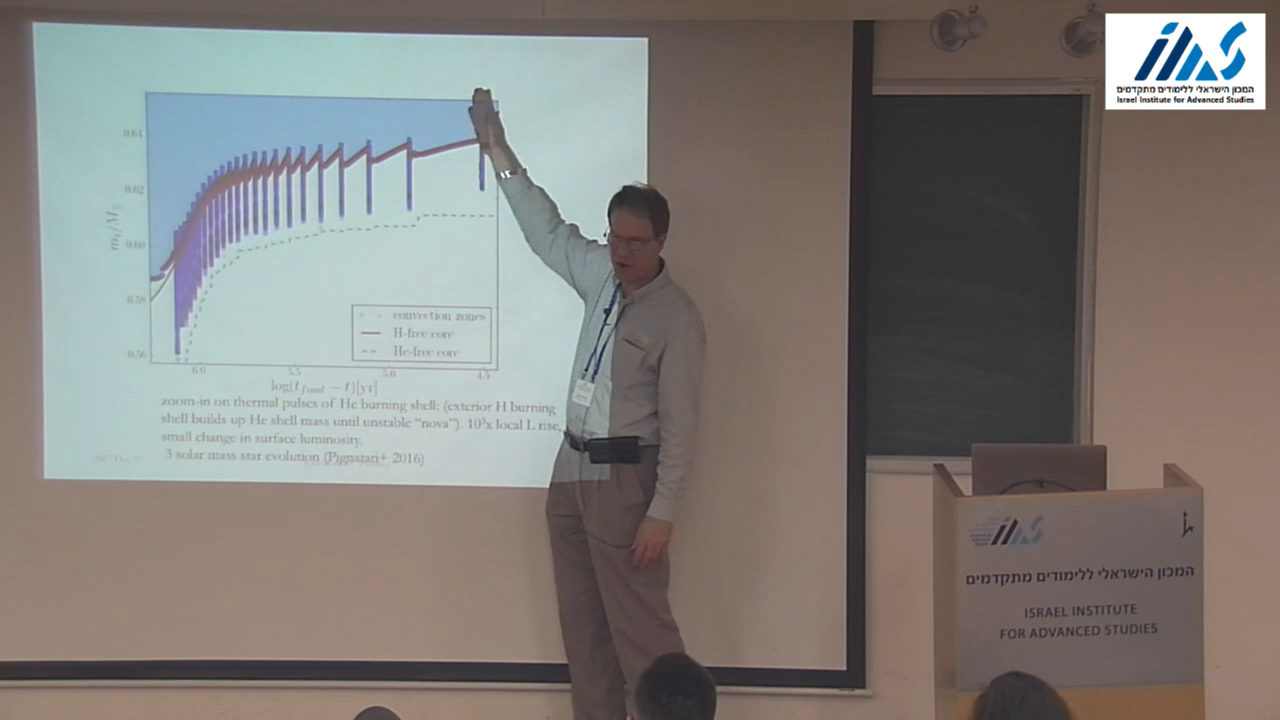 המכון הישראלי ללימודים מתקדמים
Israel Institute for Advanced Studies
0.64
0.62
0.60
0.58
0.56
6.0
5.5
5.0
4.5
convection zones
H-free core
He-free core
log(t_final − t)[yr]
zoom-in on thermal pulses of He burning shell: (exterior H burning
shell builds up He shell mass until unstable "nova"). 10³x local L rise,
small change in surface luminosity.
3 solar mass star evolution (Pignatari+ 2016)
המכון הישראלי ללימודים מתקדמים
ISRAEL INSTITUTE
FOR ADVANCED STUDIES